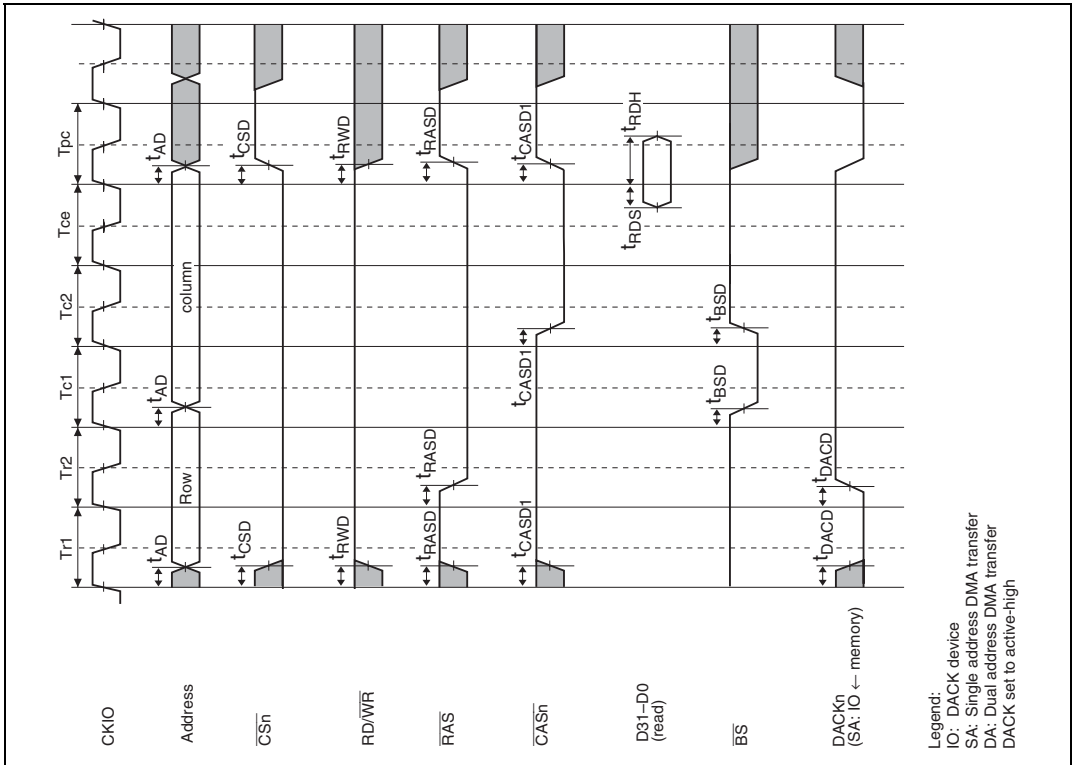 Tr1 Tr2 Tc1 Tc2 Tce Tpc
CKIO
Address
tAD Row tAD column tAD
CSn
tCSD tCSD
RD/WR
tRWD tRWD
RAS
tRASD tRASD tRASD
CASn
tCASD1 tCASD1 tCASD1
D31–D0
(read)
tRDS tRDH
BS
tBSD tBSD
DACKn
(SA: IO ← memory)
tDACD tDACD
Legend:
IO: DACK device
SA: Single address DMA transfer
DA: Dual address DMA transfer
DACK set to active-high